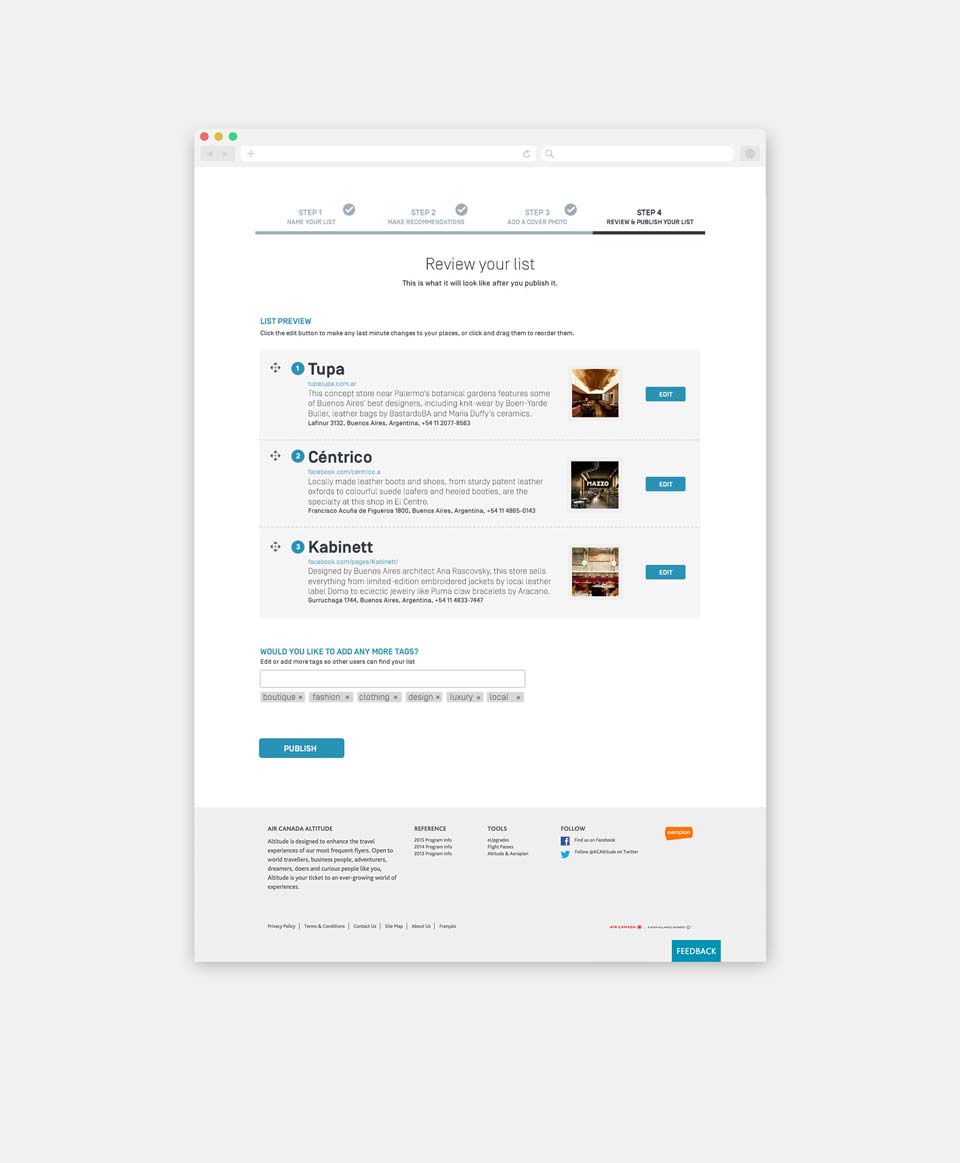 STEP 1
NAME YOUR LIST
STEP 2
MAKE RECOMMENDATIONS
STEP 3
ADD A COVER PHOTO
STEP 4
REVIEW & PUBLISH YOUR LIST
Review your list
This is what it will look like after you publish it.
LIST PREVIEW
Click the edit button to make any last minute changes to your places, or click and drag them to reorder them.
1 Tupa
tupatupa.com.ar
This concept store near Palermo's botanical gardens features some
of Buenos Aires' best designers, including knit-wear by Boerr-Yarde
Buller, leather bags by BastardoBA and Maria Duffy's ceramics.
Lafinur 3132, Buenos Aires, Argentina, +54 11 2077-8563
EDIT
2 Céntrico
facebook.com/centrico.a
Locally made leather boots and shoes, from sturdy patent leather
oxfords to colourful suede loafers and heeled booties, are the
specialty at this shop in El Centro.
Francisco Acuña de Figueroa 1800, Buenos Aires, Argentina, +54 11 4865-0143
MAZZO
EDIT
3 Kabinett
facebook.com/pages/Kabinett/
Designed by Buenos Aires architect Ana Rascovsky, this store sells
everything from limited-edition embroidered jackets by local leather
label Doma to eclectic jewelry like Puma claw bracelets by Aracano.
Gurruchaga 1744, Buenos Aires, Argentina, +54 11 4833-7447
EDIT
WOULD YOU LIKE TO ADD ANY MORE TAGS?
Edit or add more tags so other users can find your list
boutique × fashion × clothing × design × luxury × local ×
PUBLISH
AIR CANADA ALTITUDE
Altitude is designed to enhance the travel
experiences of our most frequent flyers. Open to
world travellers, business people, adventurers,
dreamers, doers and curious people like you,
Altitude is your ticket to an ever-growing world of
experiences.
REFERENCE
2015 Program Info
2014 Program Info
2013 Program Info
TOOLS
eUpgrades
Flight Passes
Altitude & Aeroplan
FOLLOW
Find us on Facebook
Follow @ACAltitude on Twitter
aeroplan
Privacy Policy | Terms & Conditions | Contact Us | Site Map | About Us | Français
AIR CANADA
A STAR ALLIANCE MEMBER
FEEDBACK